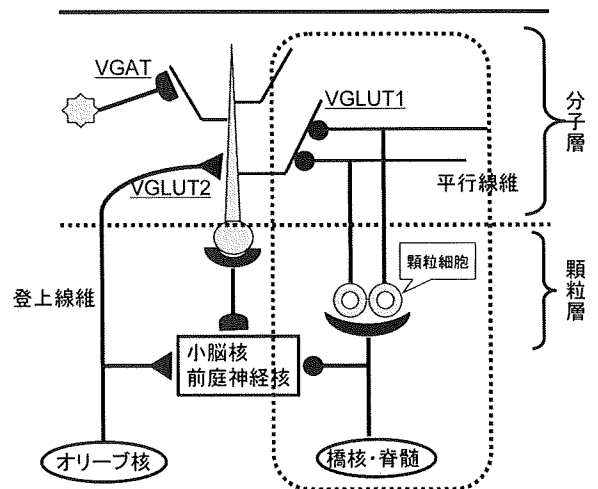 VGAT
VGLUT1
分子層
VGLUT2
平行線維
顆粒細胞
登上線維
顆粒層
小脳核
前庭神経核
オリーブ核
橋核・脊髄